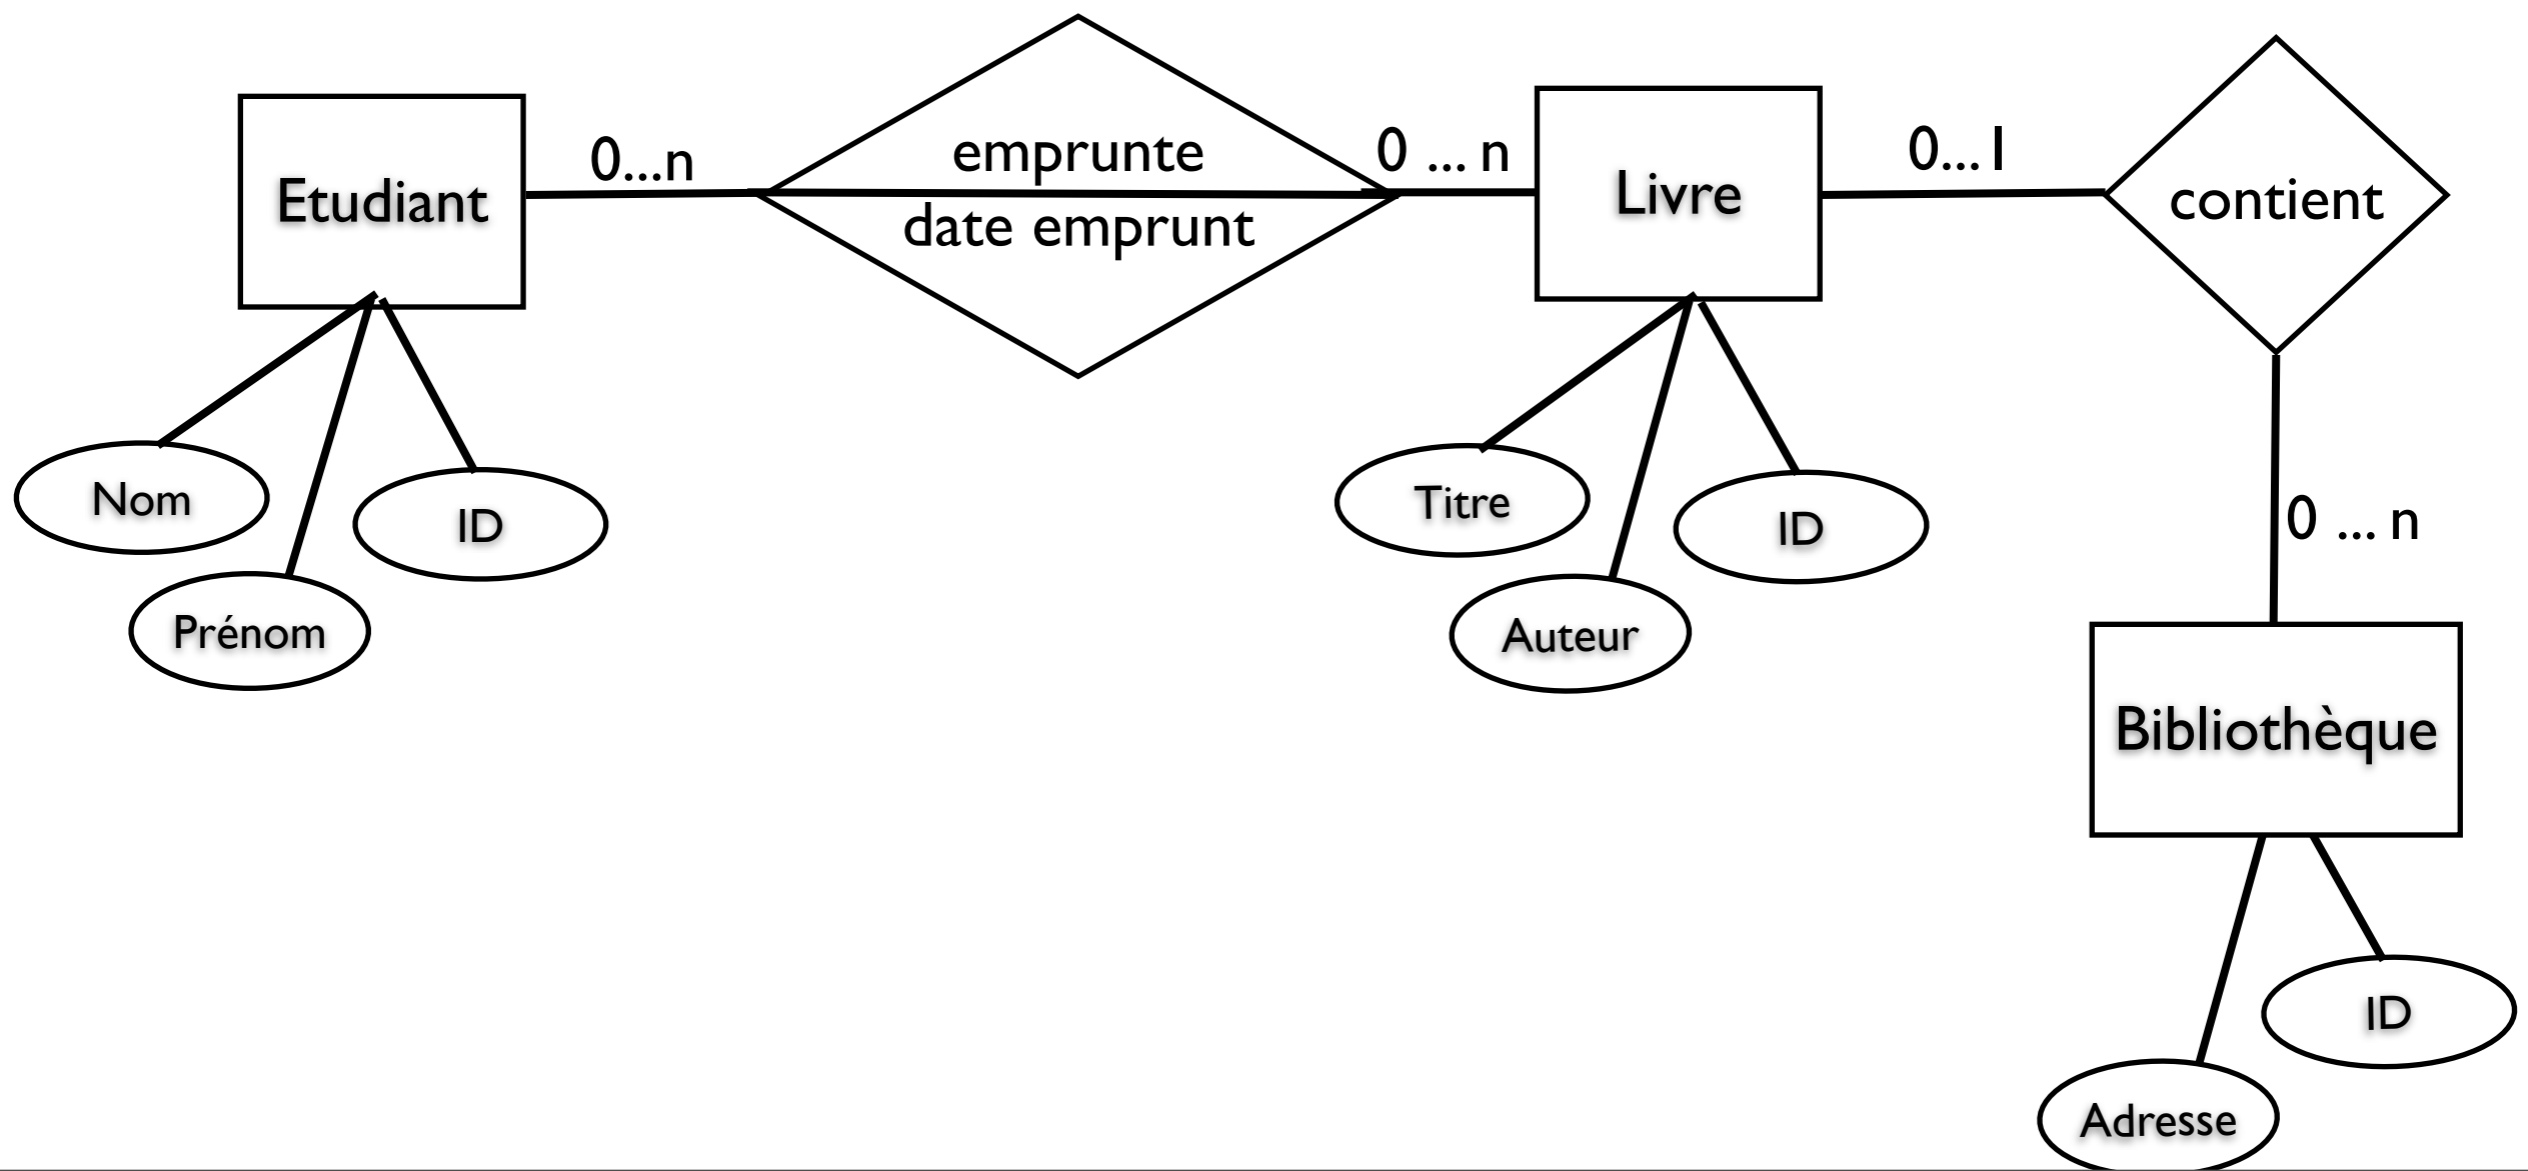 emprunte
0...n
0 ... n
0...1
Etudiant
Livre
contient
date emprunt
Nom
ID
Titre
ID
0 ... n
Prénom
Auteur
Bibliothèque
ID
Adresse